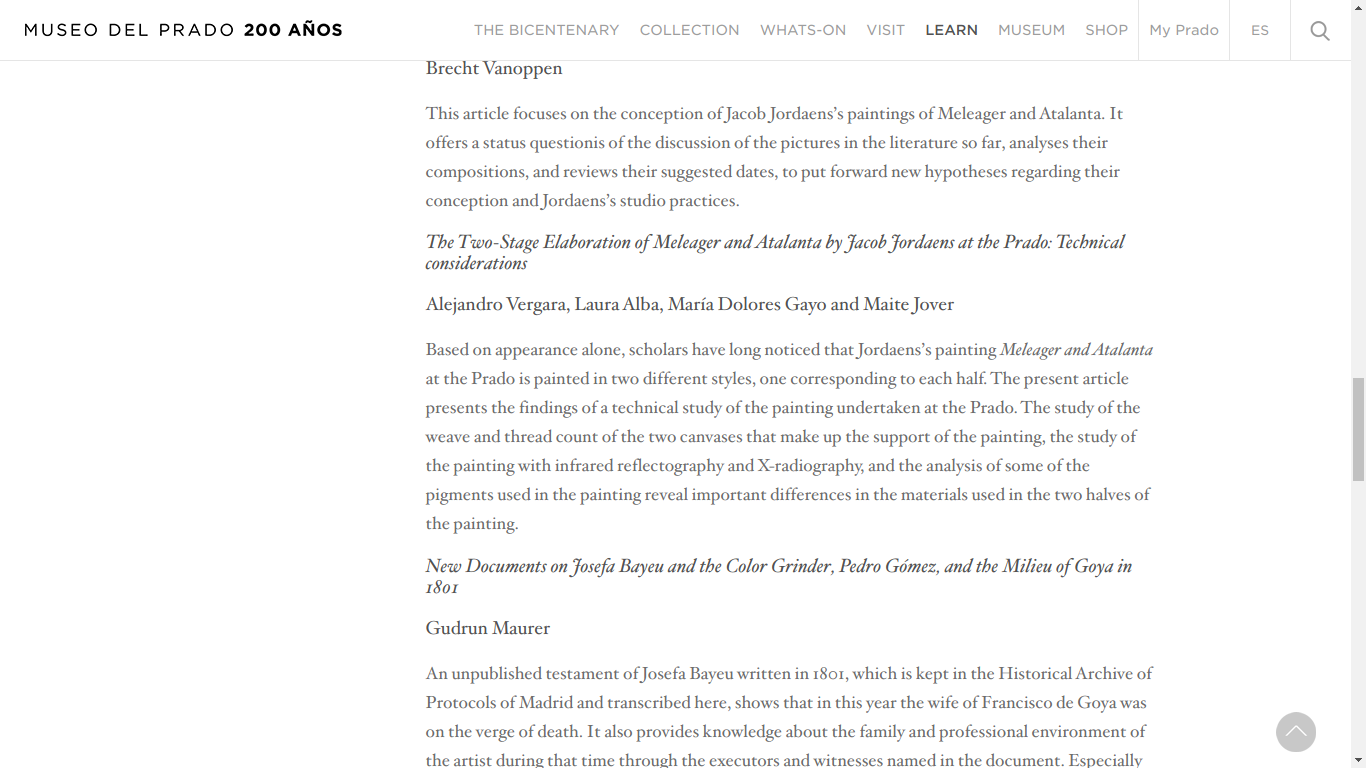 MUSEO DEL PRADO 200 AÑOS
THE BICENTENARY COLLECTION WHATS-ON VISIT LEARN MUSEUM SHOP My Prado ES
Brecht Vanoppen
This article focuses on the conception of Jacob Jordaens’s paintings of Meleager and Atalanta. It
offers a status questionis of the discussion of the pictures in the literature so far, analyses their
compositions, and reviews their suggested dates, to put forward new hypotheses regarding their
conception and Jordaens’s studio practices.
The Two-Stage Elaboration of Meleager and Atalanta by Jacob Jordaens at the Prado: Technical
considerations
Alejandro Vergara, Laura Alba, María Dolores Gayo and Maite Jover
Based on appearance alone, scholars have long noticed that Jordaens’s painting Meleager and Atalanta
at the Prado is painted in two different styles, one corresponding to each half. The present article
presents the findings of a technical study of the painting undertaken at the Prado. The study of the
weave and thread count of the two canvases that make up the support of the painting, the study of
the painting with infrared reflectography and X-radiography, and the analysis of some of the
pigments used in the painting reveal important differences in the materials used in the two halves of
the painting.
New Documents on Josefa Bayeu and the Color Grinder, Pedro Gómez, and the Milieu of Goya in
1801
Gudrun Maurer
An unpublished testament of Josefa Bayeu written in 1801, which is kept in the Historical Archive of
Protocols of Madrid and transcribed here, shows that in this year the wife of Francisco de Goya was
on the verge of death. It also provides knowledge about the family and professional environment of
the artist during that time through the executors and witnesses named in the document. Especially